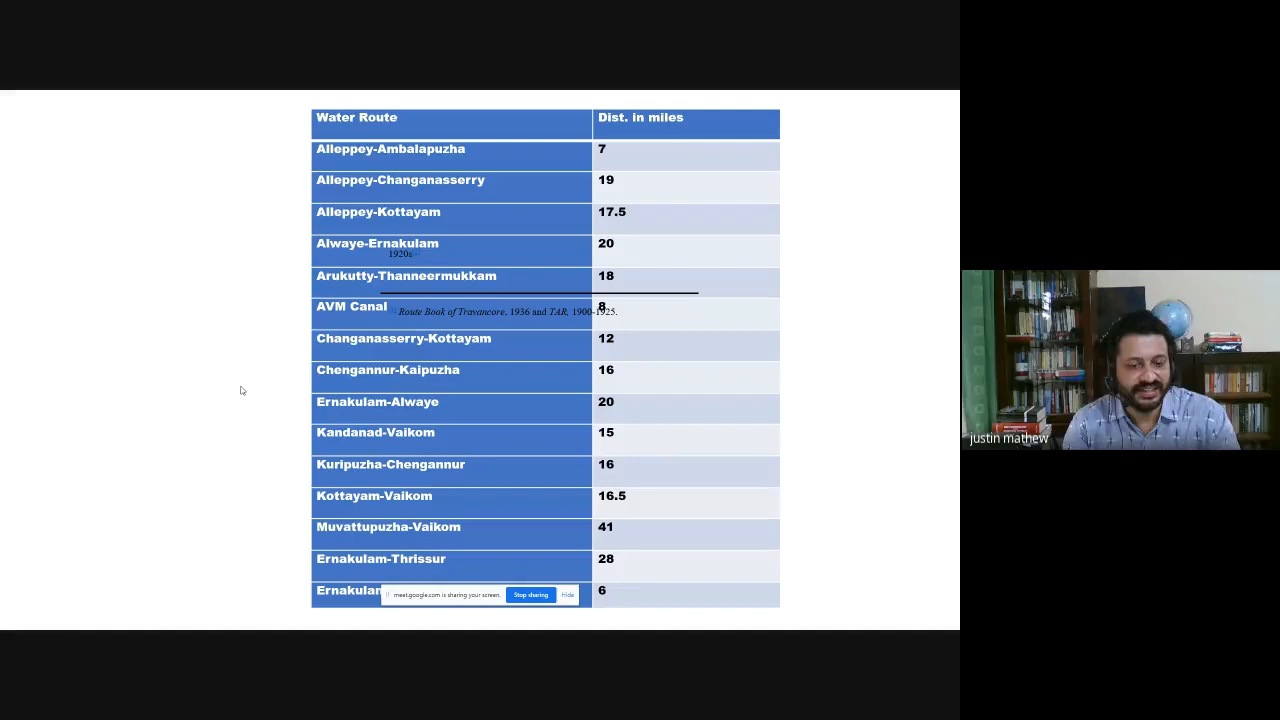 Water Route Dist. in miles
Alleppey-Ambalapuzha 7
Alleppey-Changanasserry 19
Alleppey-Kottayam 17.5
Alwaye-Ernakulam 20
1920s
Arukutty-Thanneermukkam 18
AVM Canal 8
Route Book of Travancore, 1936 and TAR, 1900-1925.
Changanasserry-Kottayam 12
Chengannur-Kaipuzha 16
Ernakulam-Alwaye 20
Kandanad-Vaikom 15
Kuripuzha-Chengannur 16
Kottayam-Vaikom 16.5
Muvattupuzha-Vaikom 41
Ernakulam-Thrissur 28
6
meet.google.com is sharing your screen. Stop sharing Hide
justin mathew